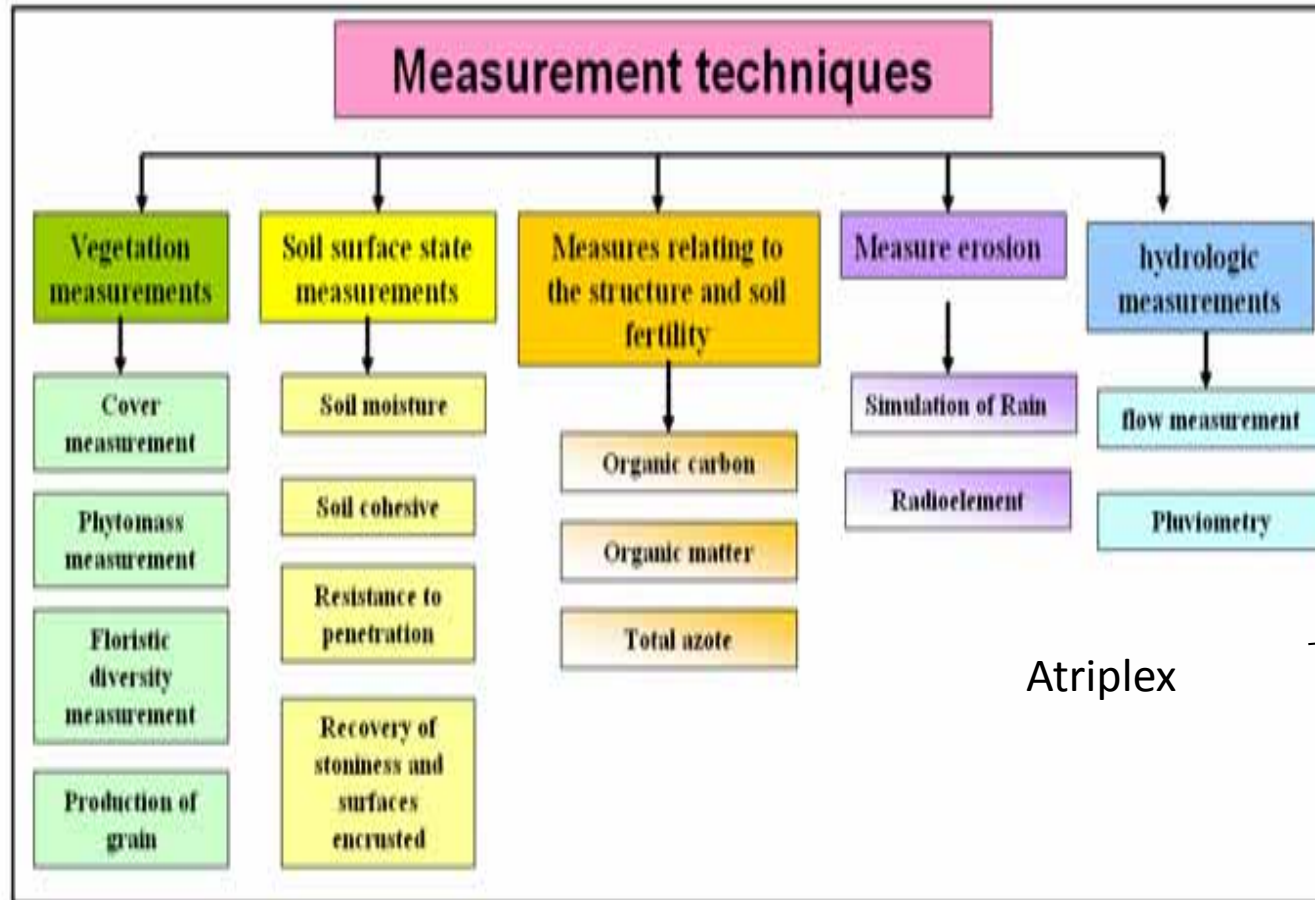 Measurement techniques
Vegetation
measurements
Cover
measurement
Phytomass
measurement
Floristic
diversity
measurement
Production of
grain
Soil surface state
measurements
Soil moisture
Soil cohesive
Resistance to
penetration
Recovery of
stoniness and
surfaces
encrusted
Measures relating to
the structure and soil
fertility
Organic carbon
Organic matter
Total azote
Measure erosion
Simulation of Rain
Radioelement
hydrologic
measurements
flow measurement
Pluviometry
Atriplex